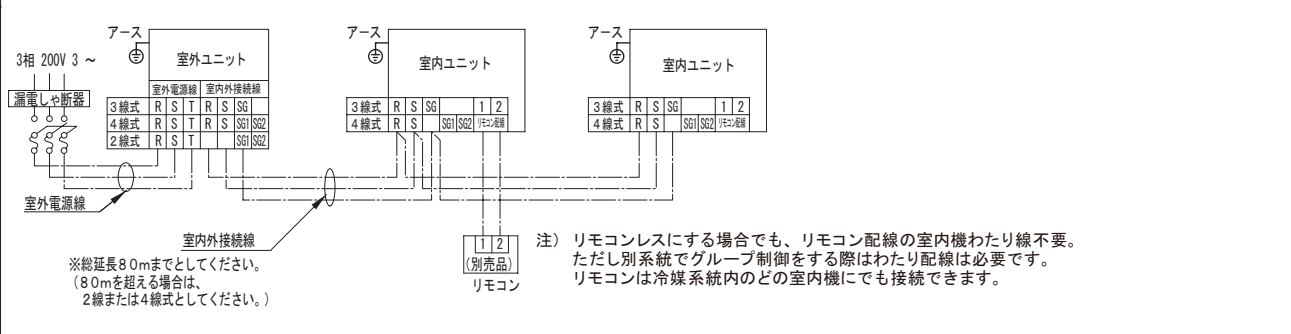 アース
3相 200V 3 ~
漏電しゃ断器
室外ユニット
室外電源線 室内外接続線
3線式 R S T R S SG
4線式 R S T R S SG1 SG2
2線式 R S T SG1 SG2
室外電源線
アース
室内ユニット
3線式 R S SG 1 2
4線式 R S SG1 SG2 リモコン配線
アース
室内ユニット
3線式 R S SG 1 2
4線式 R S SG1 SG2 リモコン配線
室内外接続線
※総延長80mまでとしてください。
(80mを超える場合は、
2線または4線式としてください。)
1 2
(別売品)
リモコン
注) リモコンレスにする場合でも、リモコン配線の室内機わたり線不要。
ただし別系統でグループ制御をする際はわたり配線は必要です。
リモコンは冷媒系統内のどの室内機にでも接続できます。